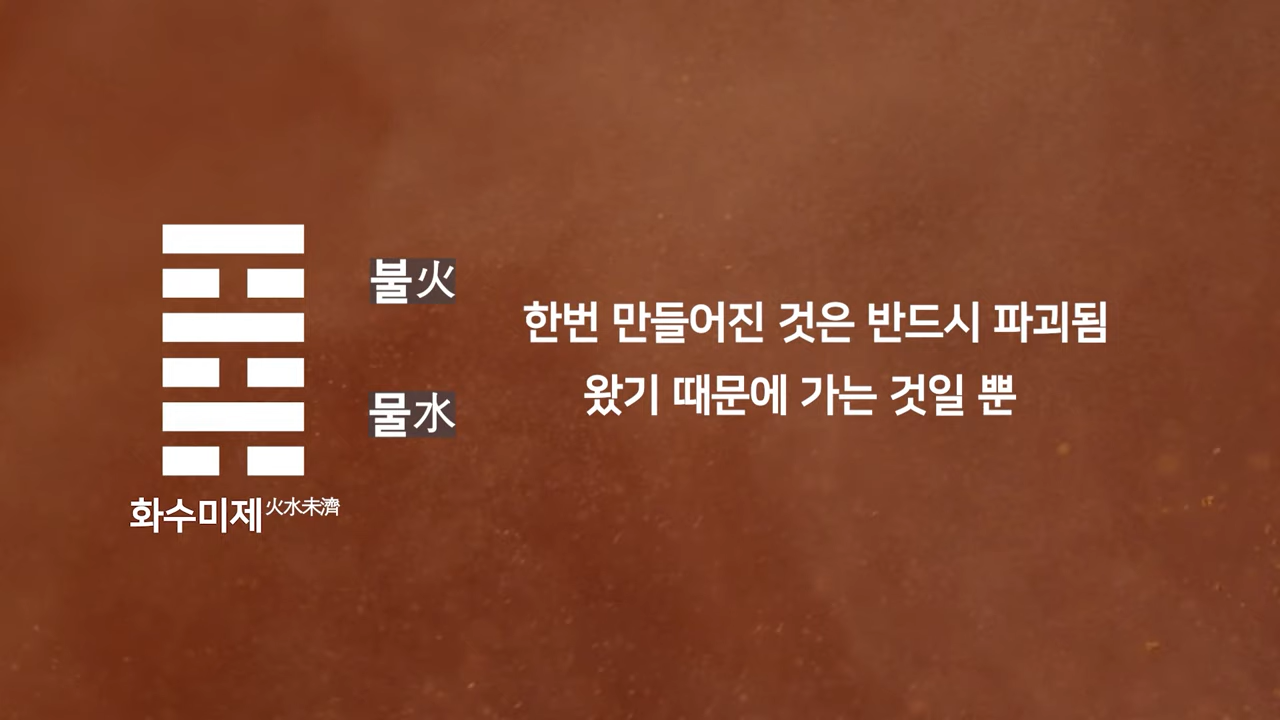 불火
물水
화수미제火水未濟
한번 만들어진 것은 반드시 파괴됨
왔기 때문에 가는 것일 뿐